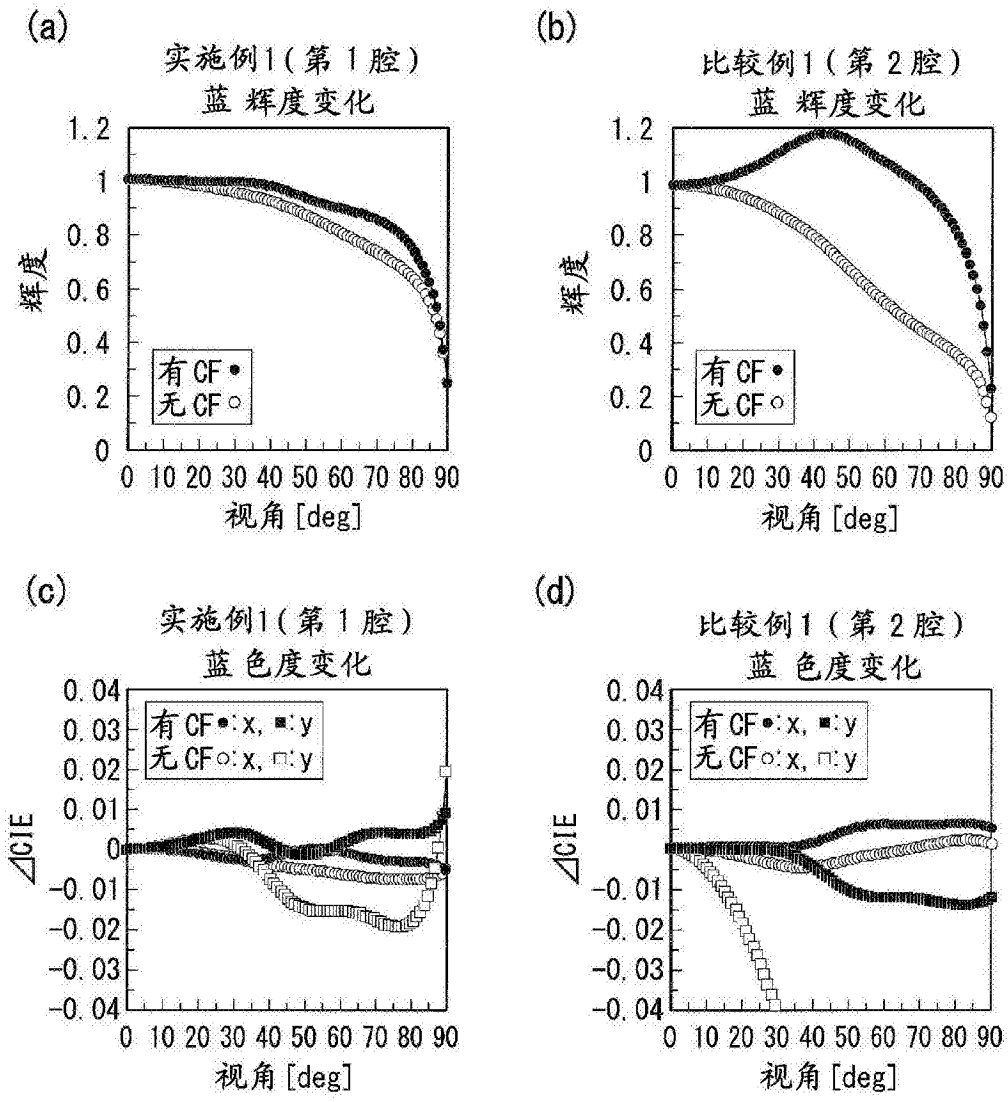 (a)
实施例1(第1腔)
蓝 辉度变化
1.2
1
0.8
0.6
0.4
0.2
0
辉度
有CF●
无CF○
0 10 20 30 40 50 60 70 80 90
视角[deg]
(b)
比较例1(第2腔)
蓝 辉度变化
1.2
1
0.8
0.6
0.4
0.2
0
辉度
有CF●
无CF○
0 10 20 30 40 50 60 70 80 90
视角[deg]
(c)
实施例1(第1腔)
蓝 色度变化
0.04
0.03
0.02
0.01
0
-0.01
-0.02
-0.03
-0.04
⊿CIE
有CF●:x, ■:y
无CF○:x, □:y
0 10 20 30 40 50 60 70 80 90
视角[deg]
(d)
比较例1(第2腔)
蓝 色度变化
0.04
0.03
0.02
0.01
0
-0.01
-0.02
-0.03
-0.04
⊿CIE
有CF●:x, ■:y
无CF○:x, □:y
0 10 20 30 40 50 60 70 80 90
视角[deg]